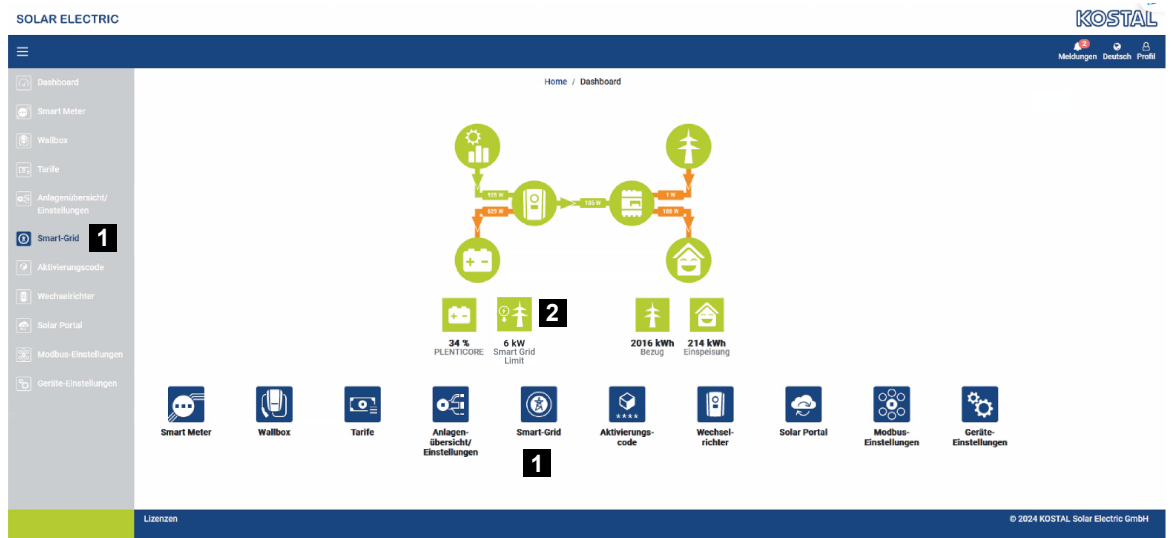 SOLAR ELECTRIC
KOSTAL
2
Meldungen Deutsch Profil
Home / Dashboard
Dashboard
Smart Meter
Wallbox
Tarife
Anlagenübersicht/
Einstellungen
Smart-Grid
1
Aktivierungscode
Wechselrichter
Solar Portal
Modbus-Einstellungen
Geräte-Einstellungen
1 W
105 W
2
34 %
PLENTICORE
6 kW
Smart Grid
Limit
2016 kWh
Bezug
214 kWh
Einspeisung
Smart Meter
Wallbox
Tarife
Anlagen-
übersicht/
Einstellungen
Smart-Grid
Aktivierungs-
code
Wechsel-
richter
Solar Portal
Modbus-
Einstellungen
Geräte-
Einstellungen
1
Lizenzen
© 2024 KOSTAL Solar Electric GmbH